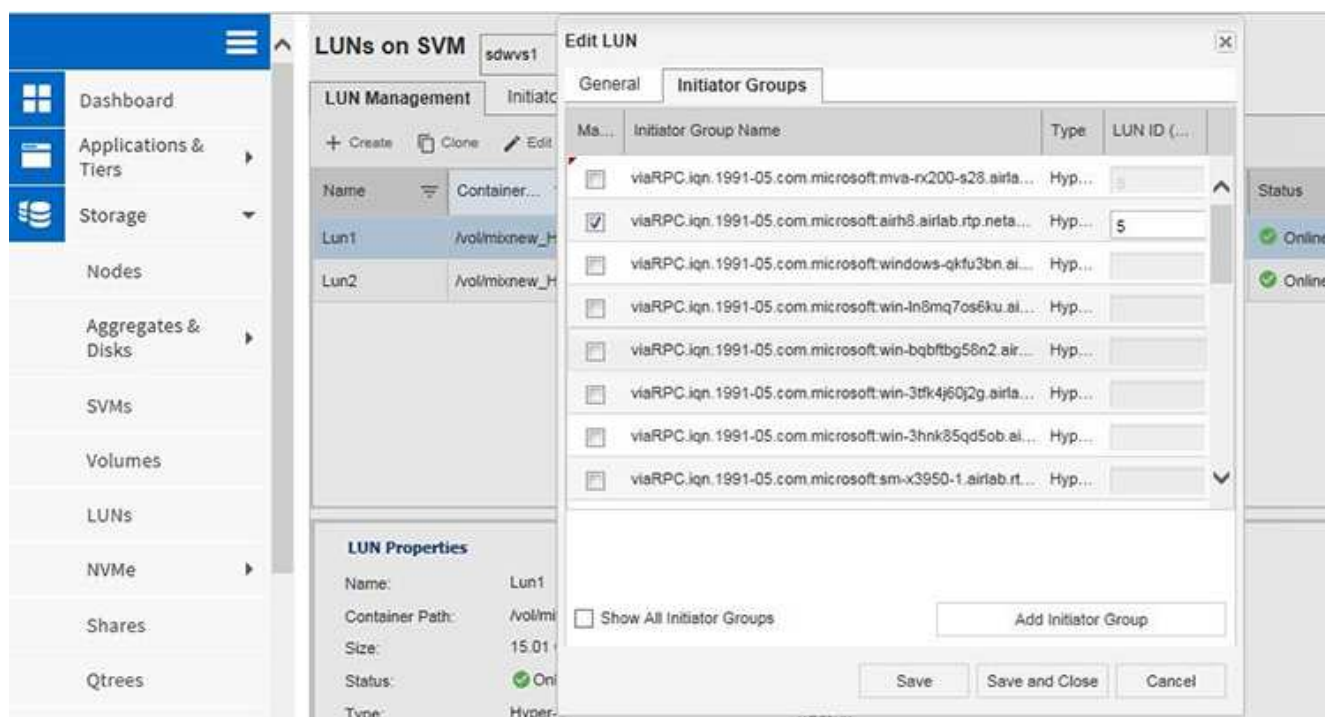 Dashboard
Applications &
Tiers
Storage
Nodes
Aggregates &
Disks
SVMs
Volumes
LUNs
NVMe
Shares
Qtrees
LUNs on SVM
sdwvs1
LUN Management
Initiato
+ Create
Clone
Edit
Name
Container...
Status
Lun1
/vol/mixnew_H
Online
Lun2
/vol/mixnew_H
Online
LUN Properties
Name: Lun1
Container Path: /vol/mi
Size: 15.01
Status: Onl
Type: Hyper-
Edit LUN
General
Initiator Groups
Ma... Initiator Group Name Type LUN ID (...
viaRPC.iqn.1991-05.com.microsoft:mva-rx200-s28.airla... Hyp...
viaRPC.iqn.1991-05.com.microsoft:airh8.airlab.rtp.neta... Hyp... 5
viaRPC.iqn.1991-05.com.microsoft:windows-qkfu3bn.ai... Hyp...
viaRPC.iqn.1991-05.com.microsoft:win-ln8mq7os6ku.ai... Hyp...
viaRPC.iqn.1991-05.com.microsoft:win-bqbftbg58n2.air... Hyp...
viaRPC.iqn.1991-05.com.microsoft:win-3tfk4j60j2g.airla... Hyp...
viaRPC.iqn.1991-05.com.microsoft:win-3hnk85qd5ob.ai... Hyp...
viaRPC.iqn.1991-05.com.microsoft:sm-x3950-1.airlab.rt... Hyp...
Show All Initiator Groups
Add Initiator Group
Save
Save and Close
Cancel